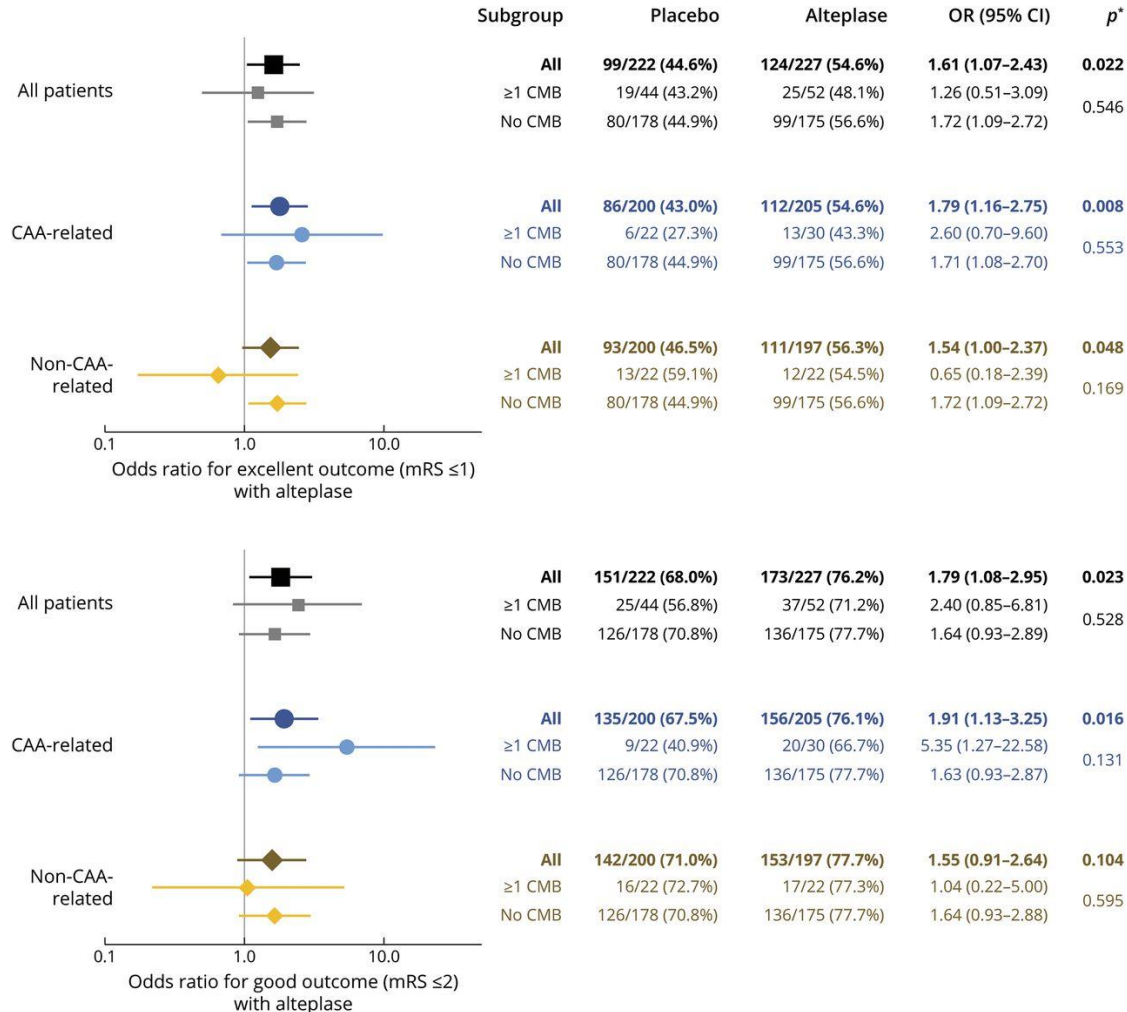 Subgroup Placebo Alteplase OR (95% CI) p*
All 99/222 (44.6%) 124/227 (54.6%) 1.61 (1.07–2.43) 0.022
All patients ≥1 CMB 19/44 (43.2%) 25/52 (48.1%) 1.26 (0.51–3.09) 0.546
No CMB 80/178 (44.9%) 99/175 (56.6%) 1.72 (1.09–2.72)
All 86/200 (43.0%) 112/205 (54.6%) 1.79 (1.16–2.75) 0.008
CAA-related ≥1 CMB 6/22 (27.3%) 13/30 (43.3%) 2.60 (0.70–9.60) 0.553
No CMB 80/178 (44.9%) 99/175 (56.6%) 1.71 (1.08–2.70)
All 93/200 (46.5%) 111/197 (56.3%) 1.54 (1.00–2.37) 0.048
Non-CAA-
related ≥1 CMB 13/22 (59.1%) 12/22 (54.5%) 0.65 (0.18–2.39) 0.169
No CMB 80/178 (44.9%) 99/175 (56.6%) 1.72 (1.09–2.72)
0.1 1.0 10.0
Odds ratio for excellent outcome (mRS ≤1)
with alteplase
All 151/222 (68.0%) 173/227 (76.2%) 1.79 (1.08–2.95) 0.023
All patients ≥1 CMB 25/44 (56.8%) 37/52 (71.2%) 2.40 (0.85–6.81) 0.528
No CMB 126/178 (70.8%) 136/175 (77.7%) 1.64 (0.93–2.89)
All 135/200 (67.5%) 156/205 (76.1%) 1.91 (1.13–3.25) 0.016
CAA-related ≥1 CMB 9/22 (40.9%) 20/30 (66.7%) 5.35 (1.27–22.58) 0.131
No CMB 126/178 (70.8%) 136/175 (77.7%) 1.63 (0.93–2.87)
All 142/200 (71.0%) 153/197 (77.7%) 1.55 (0.91–2.64) 0.104
Non-CAA-
related ≥1 CMB 16/22 (72.7%) 17/22 (77.3%) 1.04 (0.22–5.00) 0.595
No CMB 126/178 (70.8%) 136/175 (77.7%) 1.64 (0.93–2.88)
0.1 1.0 10.0
Odds ratio for good outcome (mRS ≤2)
with alteplase